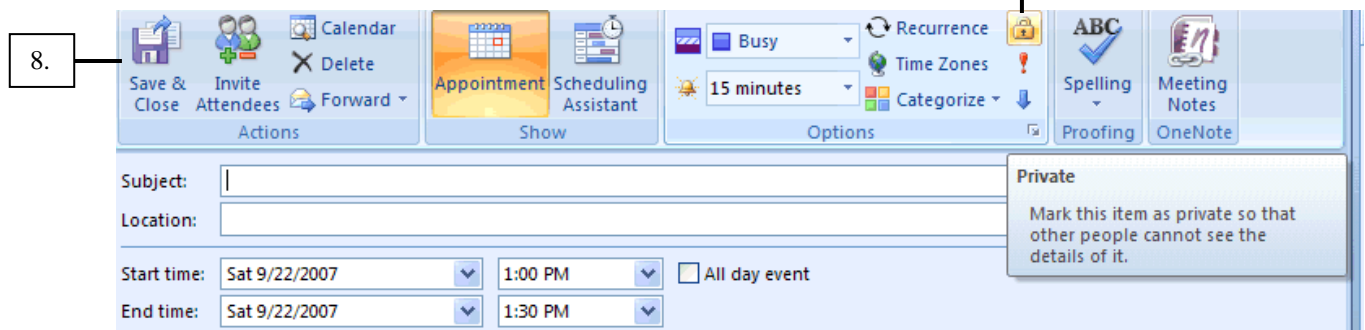 8.
Save & Close
Invite Attendees
Calendar
Delete
Forward
Actions
Appointment
Scheduling Assistant
Show
Busy
15 minutes
Recurrence
Time Zones
Categorize
Options
ABC
Spelling
Proofing
Meeting Notes
OneNote
Subject:
Location:
Start time: Sat 9/22/2007 1:00 PM All day event
End time: Sat 9/22/2007 1:30 PM
Private
Mark this item as private so that
other people cannot see the
details of it.